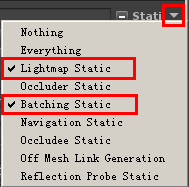 Stati
Nothing
Everything
Lightmap Static
Occluder Static
Batching Static
Navigation Static
Occludee Static
Off Mesh Link Generation
Reflection Probe Static